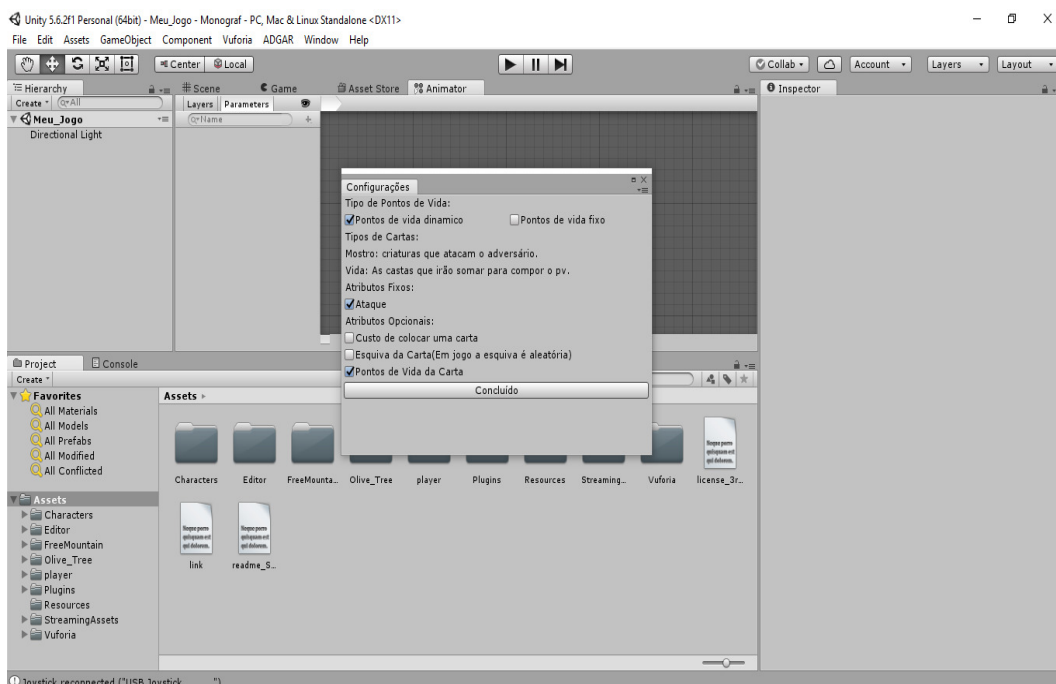 Unity 5.6.2f1 Personal (64bit) - Meu_Jogo - Monograf - PC, Mac & Linux Standalone <DX11>
File Edit Assets GameObject Component Vuforia ADGAR Window Help
Center Local Collab Account Layers Layout
Hierarchy Scene Game Asset Store Animator Inspector
Create All Layers Parameters
Meu_Jogo Name
Directional Light
Configurações
Tipo de Pontos de Vida:
Pontos de vida dinamico Pontos de vida fixo
Tipos de Cartas:
Mostro: criaturas que atacam o adversário.
Vida: As castas que irão somar para compor o pv.
Atributos Fixos:
Ataque
Atributos Opcionais:
Custo de colocar uma carta
Esquiva da Carta(Em jogo a esquiva é aleatória)
Pontos de Vida da Carta
Concluído
Project Console
Create
Favorites
All Materials
All Models
All Prefabs
All Modified
All Conflicted
Assets
Characters
Editor
FreeMountain
Olive_Tree
player
Plugins
Resources
StreamingAssets
Vuforia
Assets
Characters Editor FreeMounta... Olive_Tree player Plugins Resources Streaming... Vuforia license_3r...
link readme_S...
Joystick reconnected ("USB Joystick ").